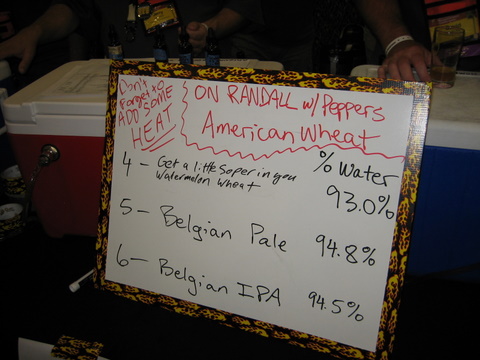 Don't
forget to
ADD SOME
HEAT
ON RANDALL w/ Peppers
American Wheat
% Water
4 - Get a little Soper in you
Watermelon Wheat
93.0%
5 - Belgian Pale 94.8%
6 - Belgian IPA 94.5%